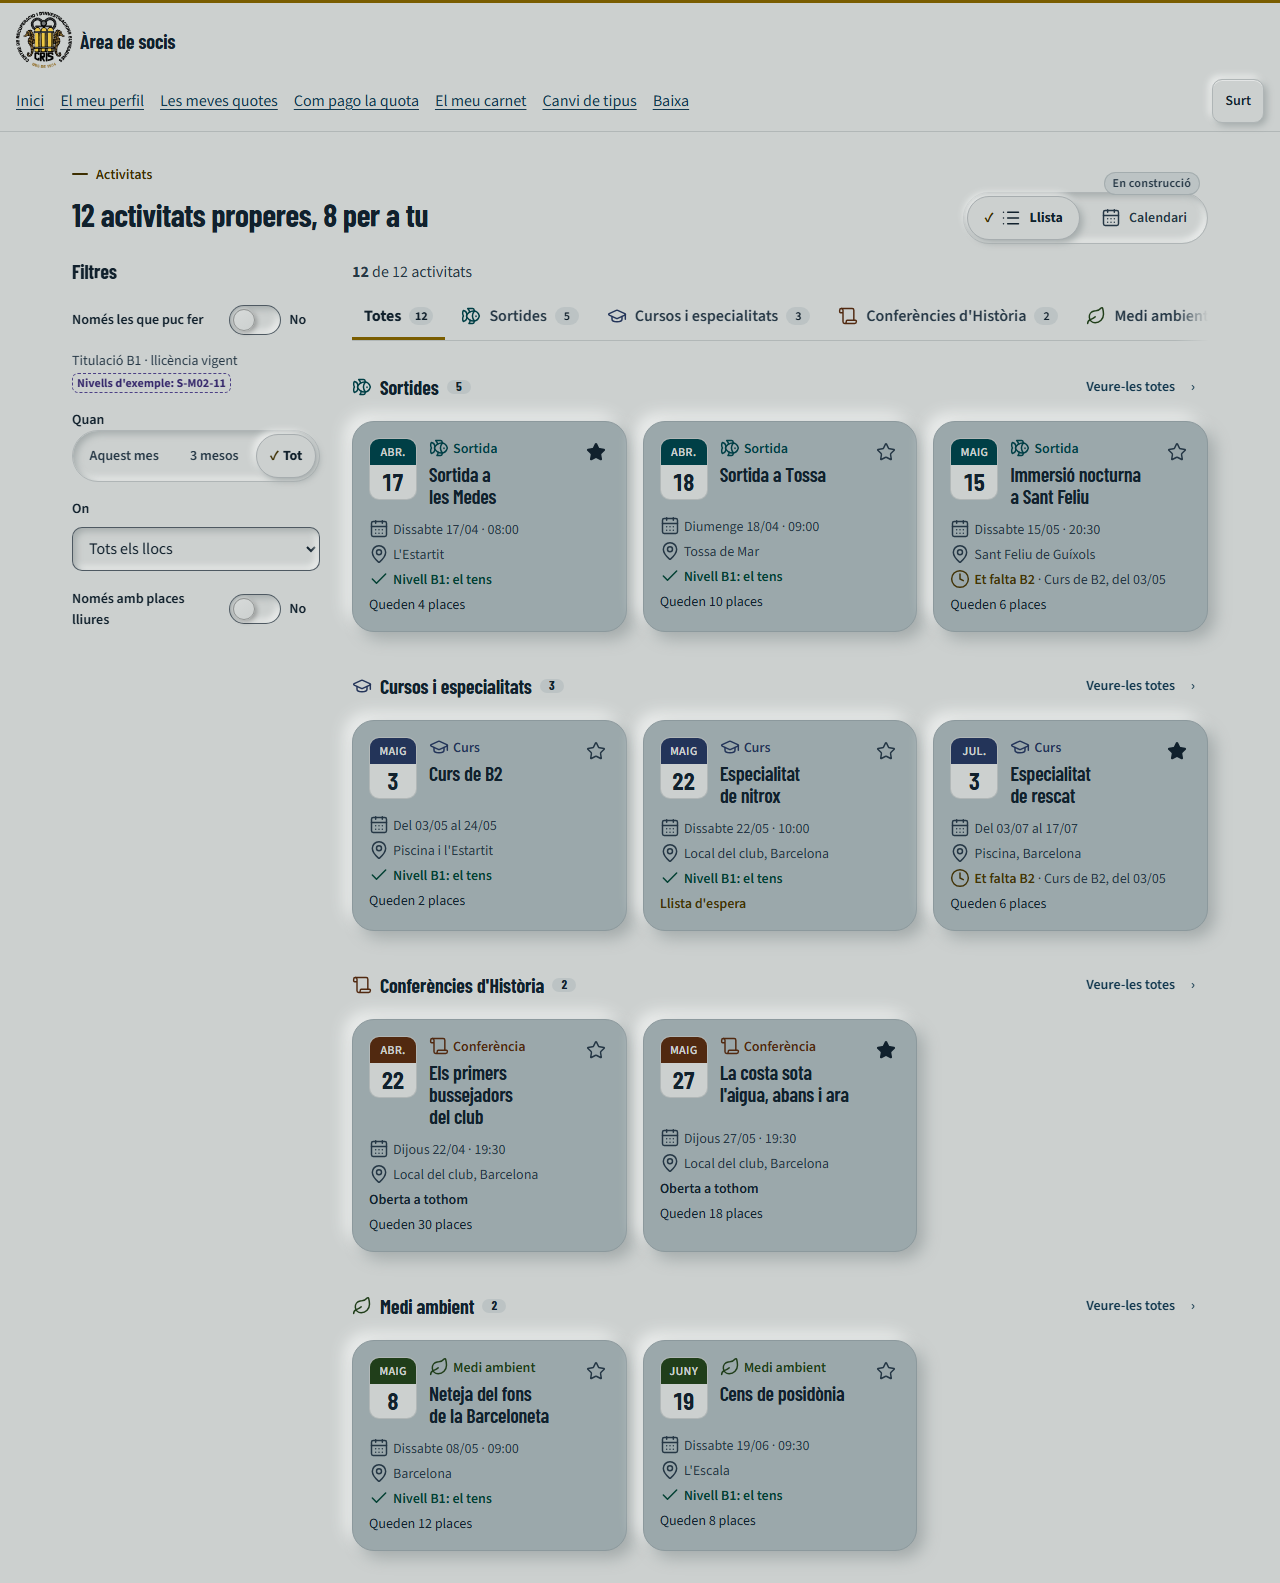 CRIS
Àrea de socis
Inici
El meu perfil
Les meves quotes
Com pago la quota
El meu carnet
Canvi de tipus
Baixa
Surt
Activitats
12 activitats properes, 8 per a tu
En construcció
✓ Llista
Calendari
Filtres
Només les que puc fer
No
Titulació B1 · llicència vigent
Nivells d'exemple: S-M02-11
Quan
Aquest mes
3 mesos
✓ Tot
On
Tots els llocs
Només amb places
lliures
No
12 de 12 activitats
Totes 12
Sortides 5
Cursos i especialitats 3
Conferències d'Història 2
Medi ambient
Sortides 5
Veure-les totes ›
ABR.
17
Sortida
Sortida a
les Medes
Dissabte 17/04 · 08:00
L'Estartit
Nivell B1: el tens
Queden 4 places
ABR.
18
Sortida
Sortida a Tossa
Diumenge 18/04 · 09:00
Tossa de Mar
Nivell B1: el tens
Queden 10 places
MAIG
15
Sortida
Immersió nocturna
a Sant Feliu
Dissabte 15/05 · 20:30
Sant Feliu de Guíxols
Et falta B2 · Curs de B2, del 03/05
Queden 6 places
Cursos i especialitats 3
Veure-les totes ›
MAIG
3
Curs
Curs de B2
Del 03/05 al 24/05
Piscina i l'Estartit
Nivell B1: el tens
Queden 2 places
MAIG
22
Curs
Especialitat
de nitrox
Dissabte 22/05 · 10:00
Local del club, Barcelona
Nivell B1: el tens
Llista d'espera
JUL.
3
Curs
Especialitat
de rescat
Del 03/07 al 17/07
Piscina, Barcelona
Et falta B2 · Curs de B2, del 03/05
Queden 6 places
Conferències d'Història 2
Veure-les totes ›
ABR.
22
Conferència
Els primers
bussejadors
del club
Dijous 22/04 · 19:30
Local del club, Barcelona
Oberta a tothom
Queden 30 places
MAIG
27
Conferència
La costa sota
l'aigua, abans i ara
Dijous 27/05 · 19:30
Local del club, Barcelona
Oberta a tothom
Queden 18 places
Medi ambient 2
Veure-les totes ›
MAIG
8
Medi ambient
Neteja del fons
de la Barceloneta
Dissabte 08/05 · 09:00
Barcelona
Nivell B1: el tens
Queden 12 places
JUNY
19
Medi ambient
Cens de posidònia
Dissabte 19/06 · 09:30
L'Escala
Nivell B1: el tens
Queden 8 places